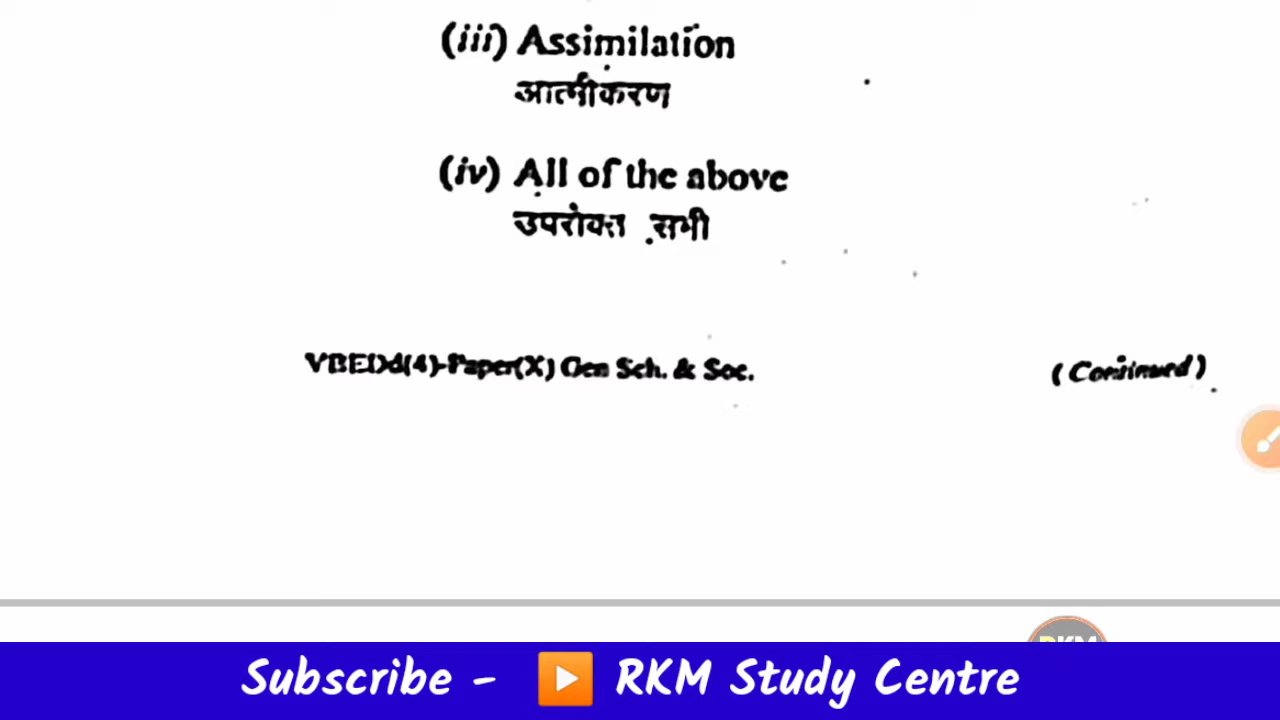 (iii) Assimilation
आत्मीकरण
(iv) All of the above
उपरोक्त सभी
VBEDd(4)-Paper(X) Gen Sch. & Soc.
(Continued)
RKM
Subscribe - ▶ RKM Study Centre